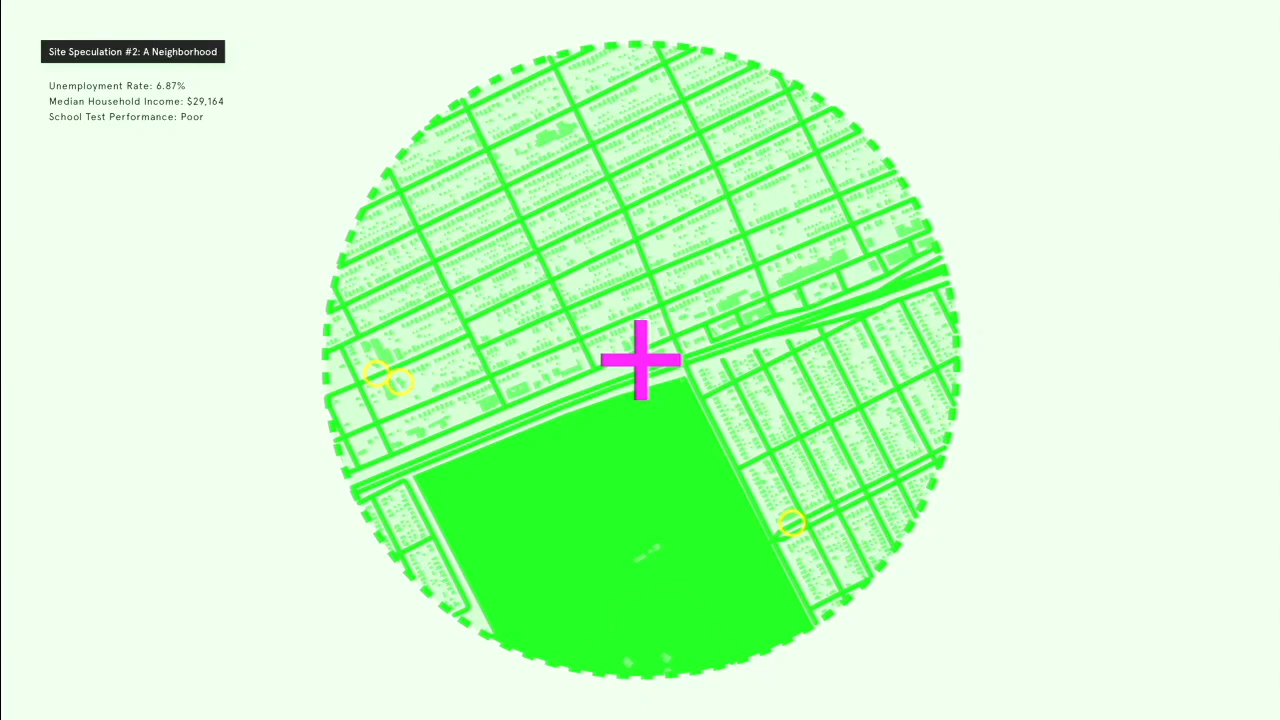 Site Speculation #2: A Neighborhood
Unemployment Rate: 6.87%
Median Household Income: $29,164
School Test Performance: Poor